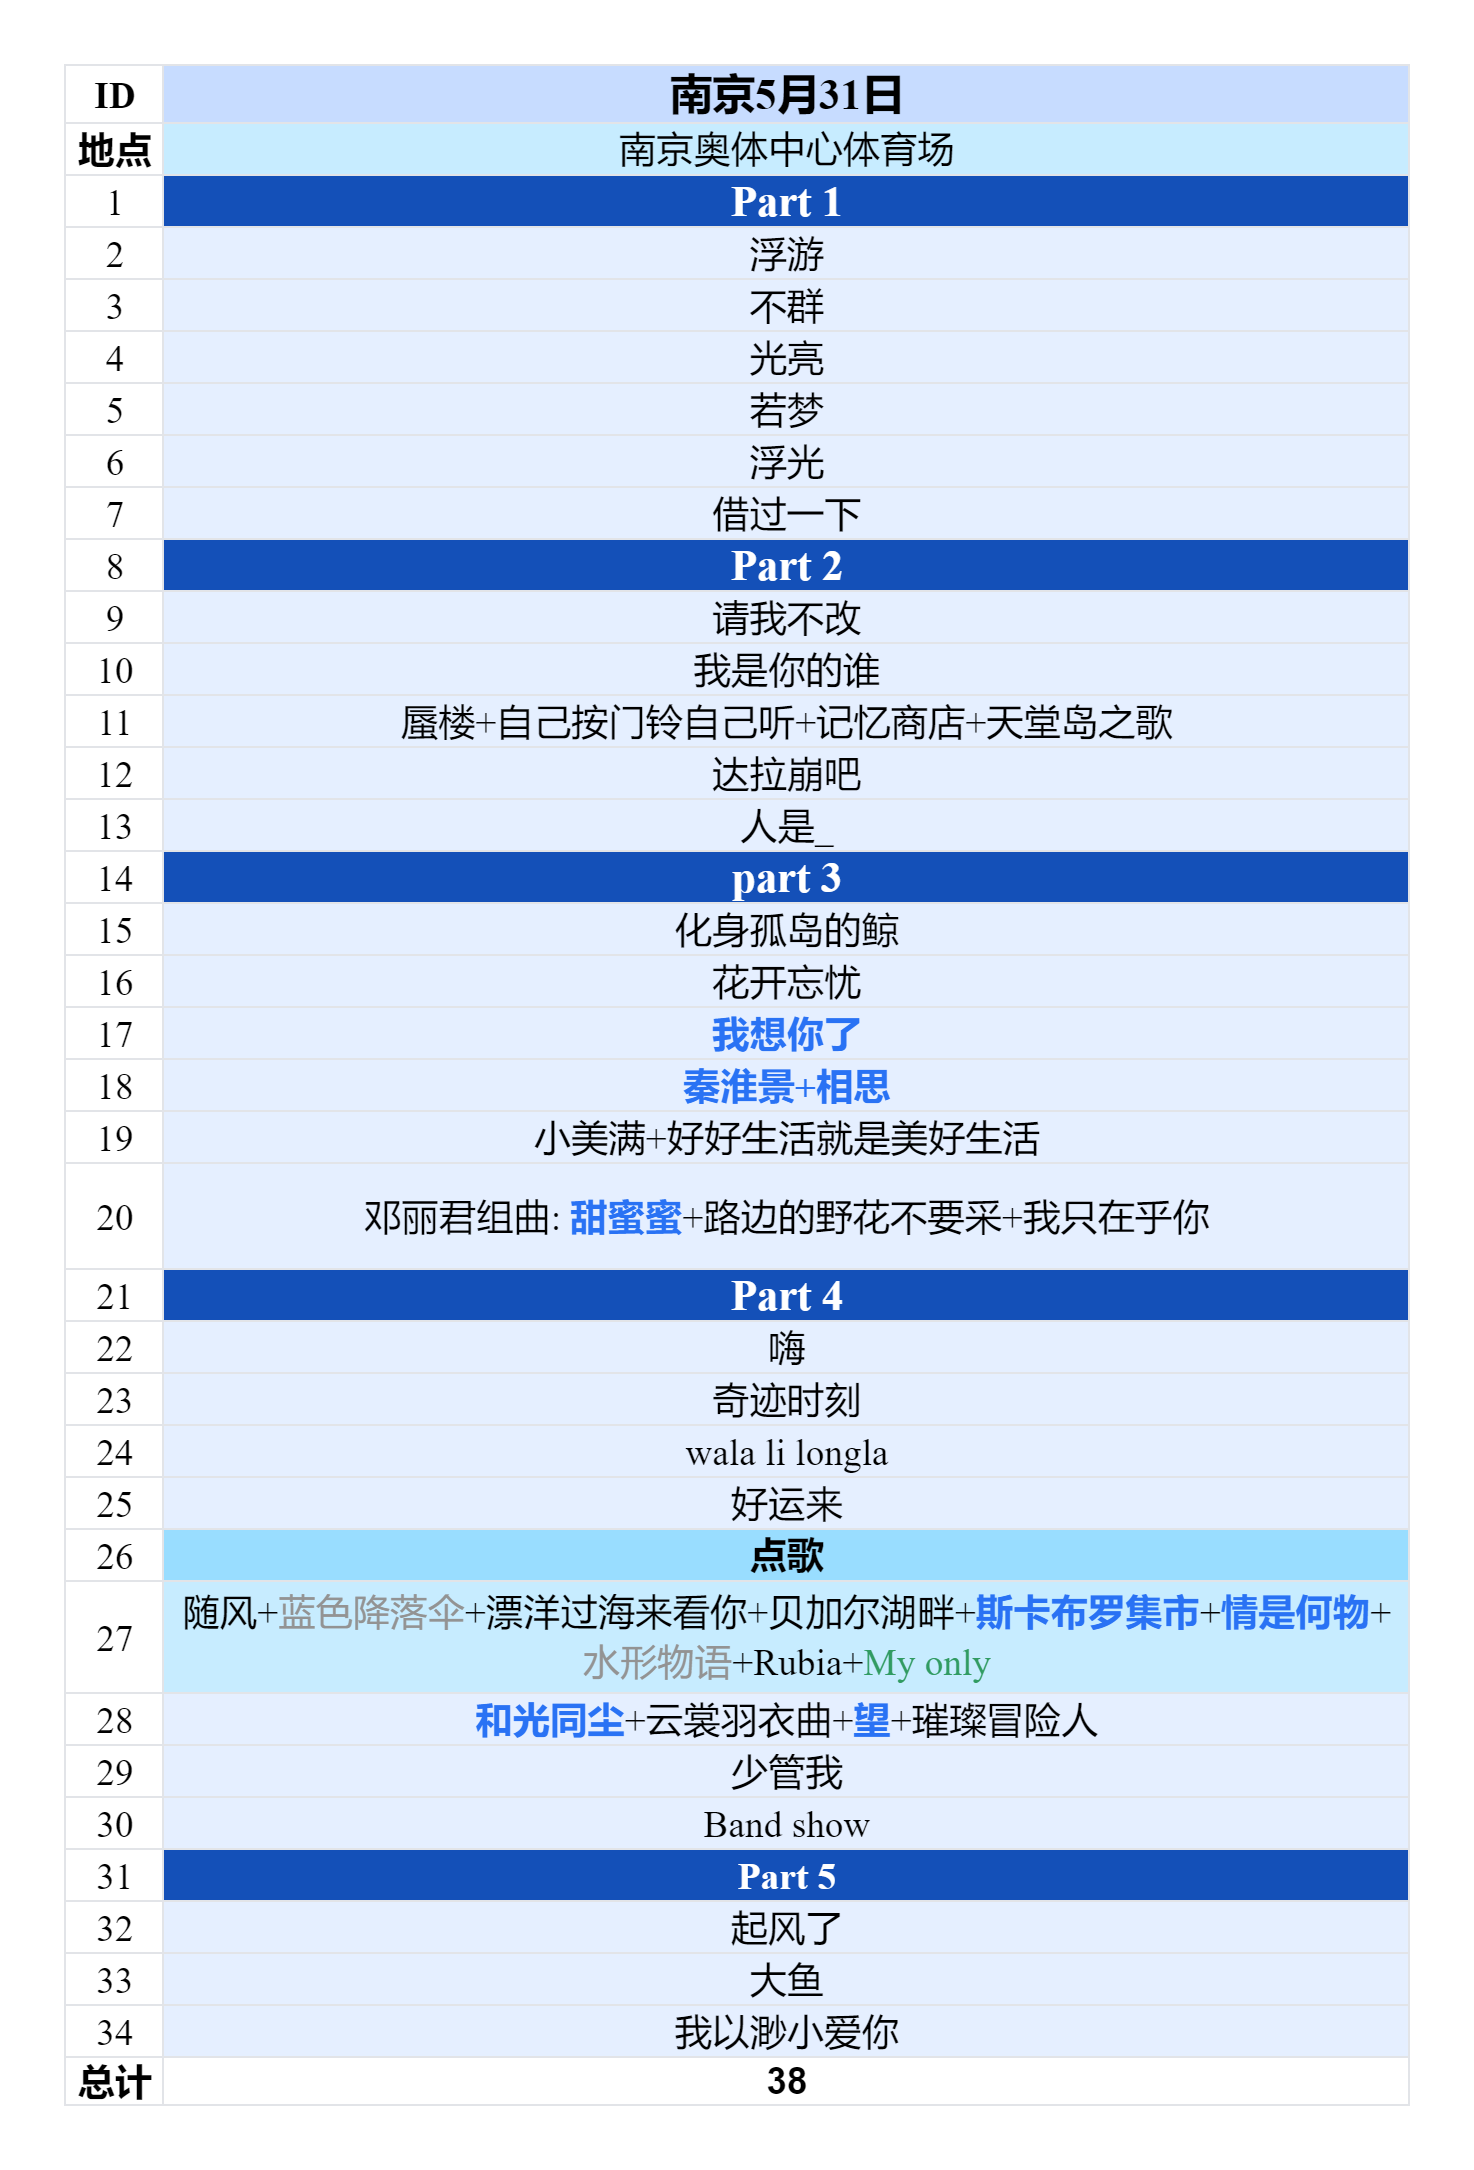 ID 南京5月31日
地点 南京奥体中心体育场
1 Part 1
2 浮游
3 不群
4 光亮
5 若梦
6 浮光
7 借过一下
8 Part 2
9 请我不改
10 我是你的谁
11 蜃楼+自己按门铃自己听+记忆商店+天堂岛之歌
12 达拉崩吧
13 人是_
14 part 3
15 化身孤岛的鲸
16 花开忘忧
17 我想你了
18 秦淮景+相思
19 小美满+好好生活就是美好生活
20 邓丽君组曲: 甜蜜蜜+路边的野花不要采+我只在乎你
21 Part 4
22 嗨
23 奇迹时刻
24 wala li longla
25 好运来
26 点歌
27 随风+蓝色降落伞+漂洋过海来看你+贝加尔湖畔+斯卡布罗集市+情是何物+
水形物语+Rubia+My only
28 和光同尘+云裳羽衣曲+望+璀璨冒险人
29 少管我
30 Band show
31 Part 5
32 起风了
33 大鱼
34 我以渺小爱你
总计 38